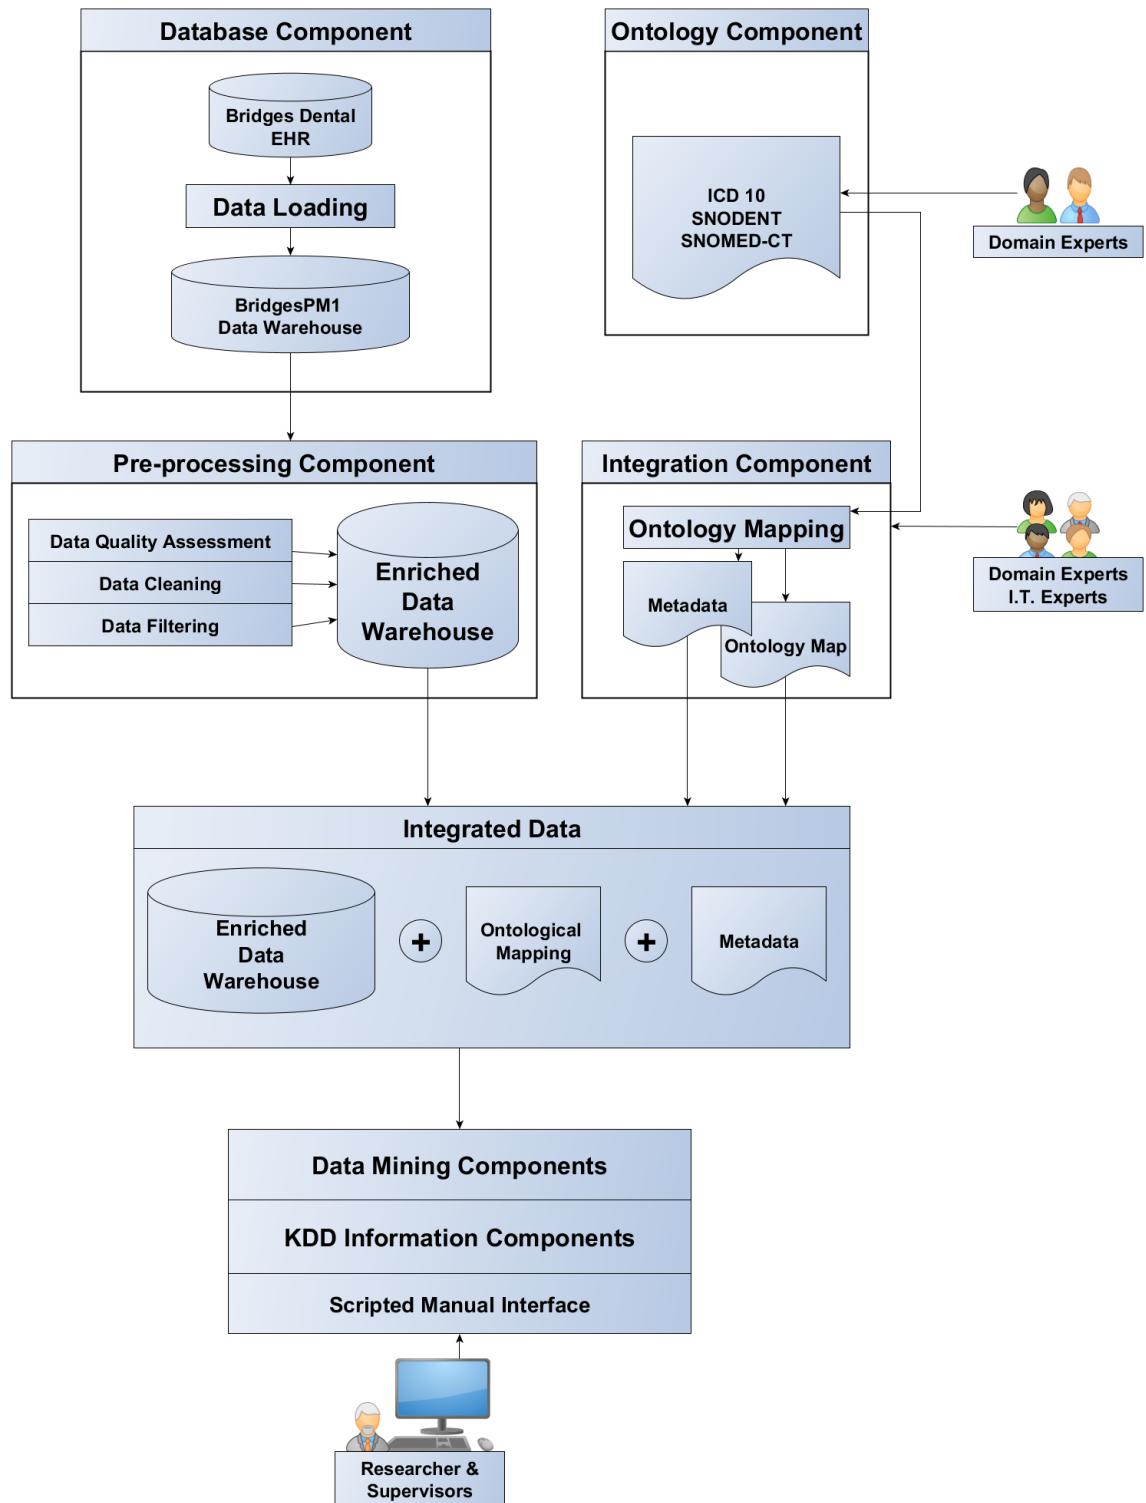 Database Component
Bridges Dental
EHR
Data Loading
BridgesPM1
Data Warehouse
Ontology Component
ICD 10
SNODENT
SNOMED-CT
Domain Experts
Pre-processing Component
Data Quality Assessment
Data Cleaning
Data Filtering
Enriched
Data
Warehouse
Integration Component
Ontology Mapping
Metadata
Ontology Map
Domain Experts
I.T. Experts
Integrated Data
Enriched
Data
Warehouse
+
Ontological
Mapping
+
Metadata
Data Mining Components
KDD Information Components
Scripted Manual Interface
Researcher &
Supervisors